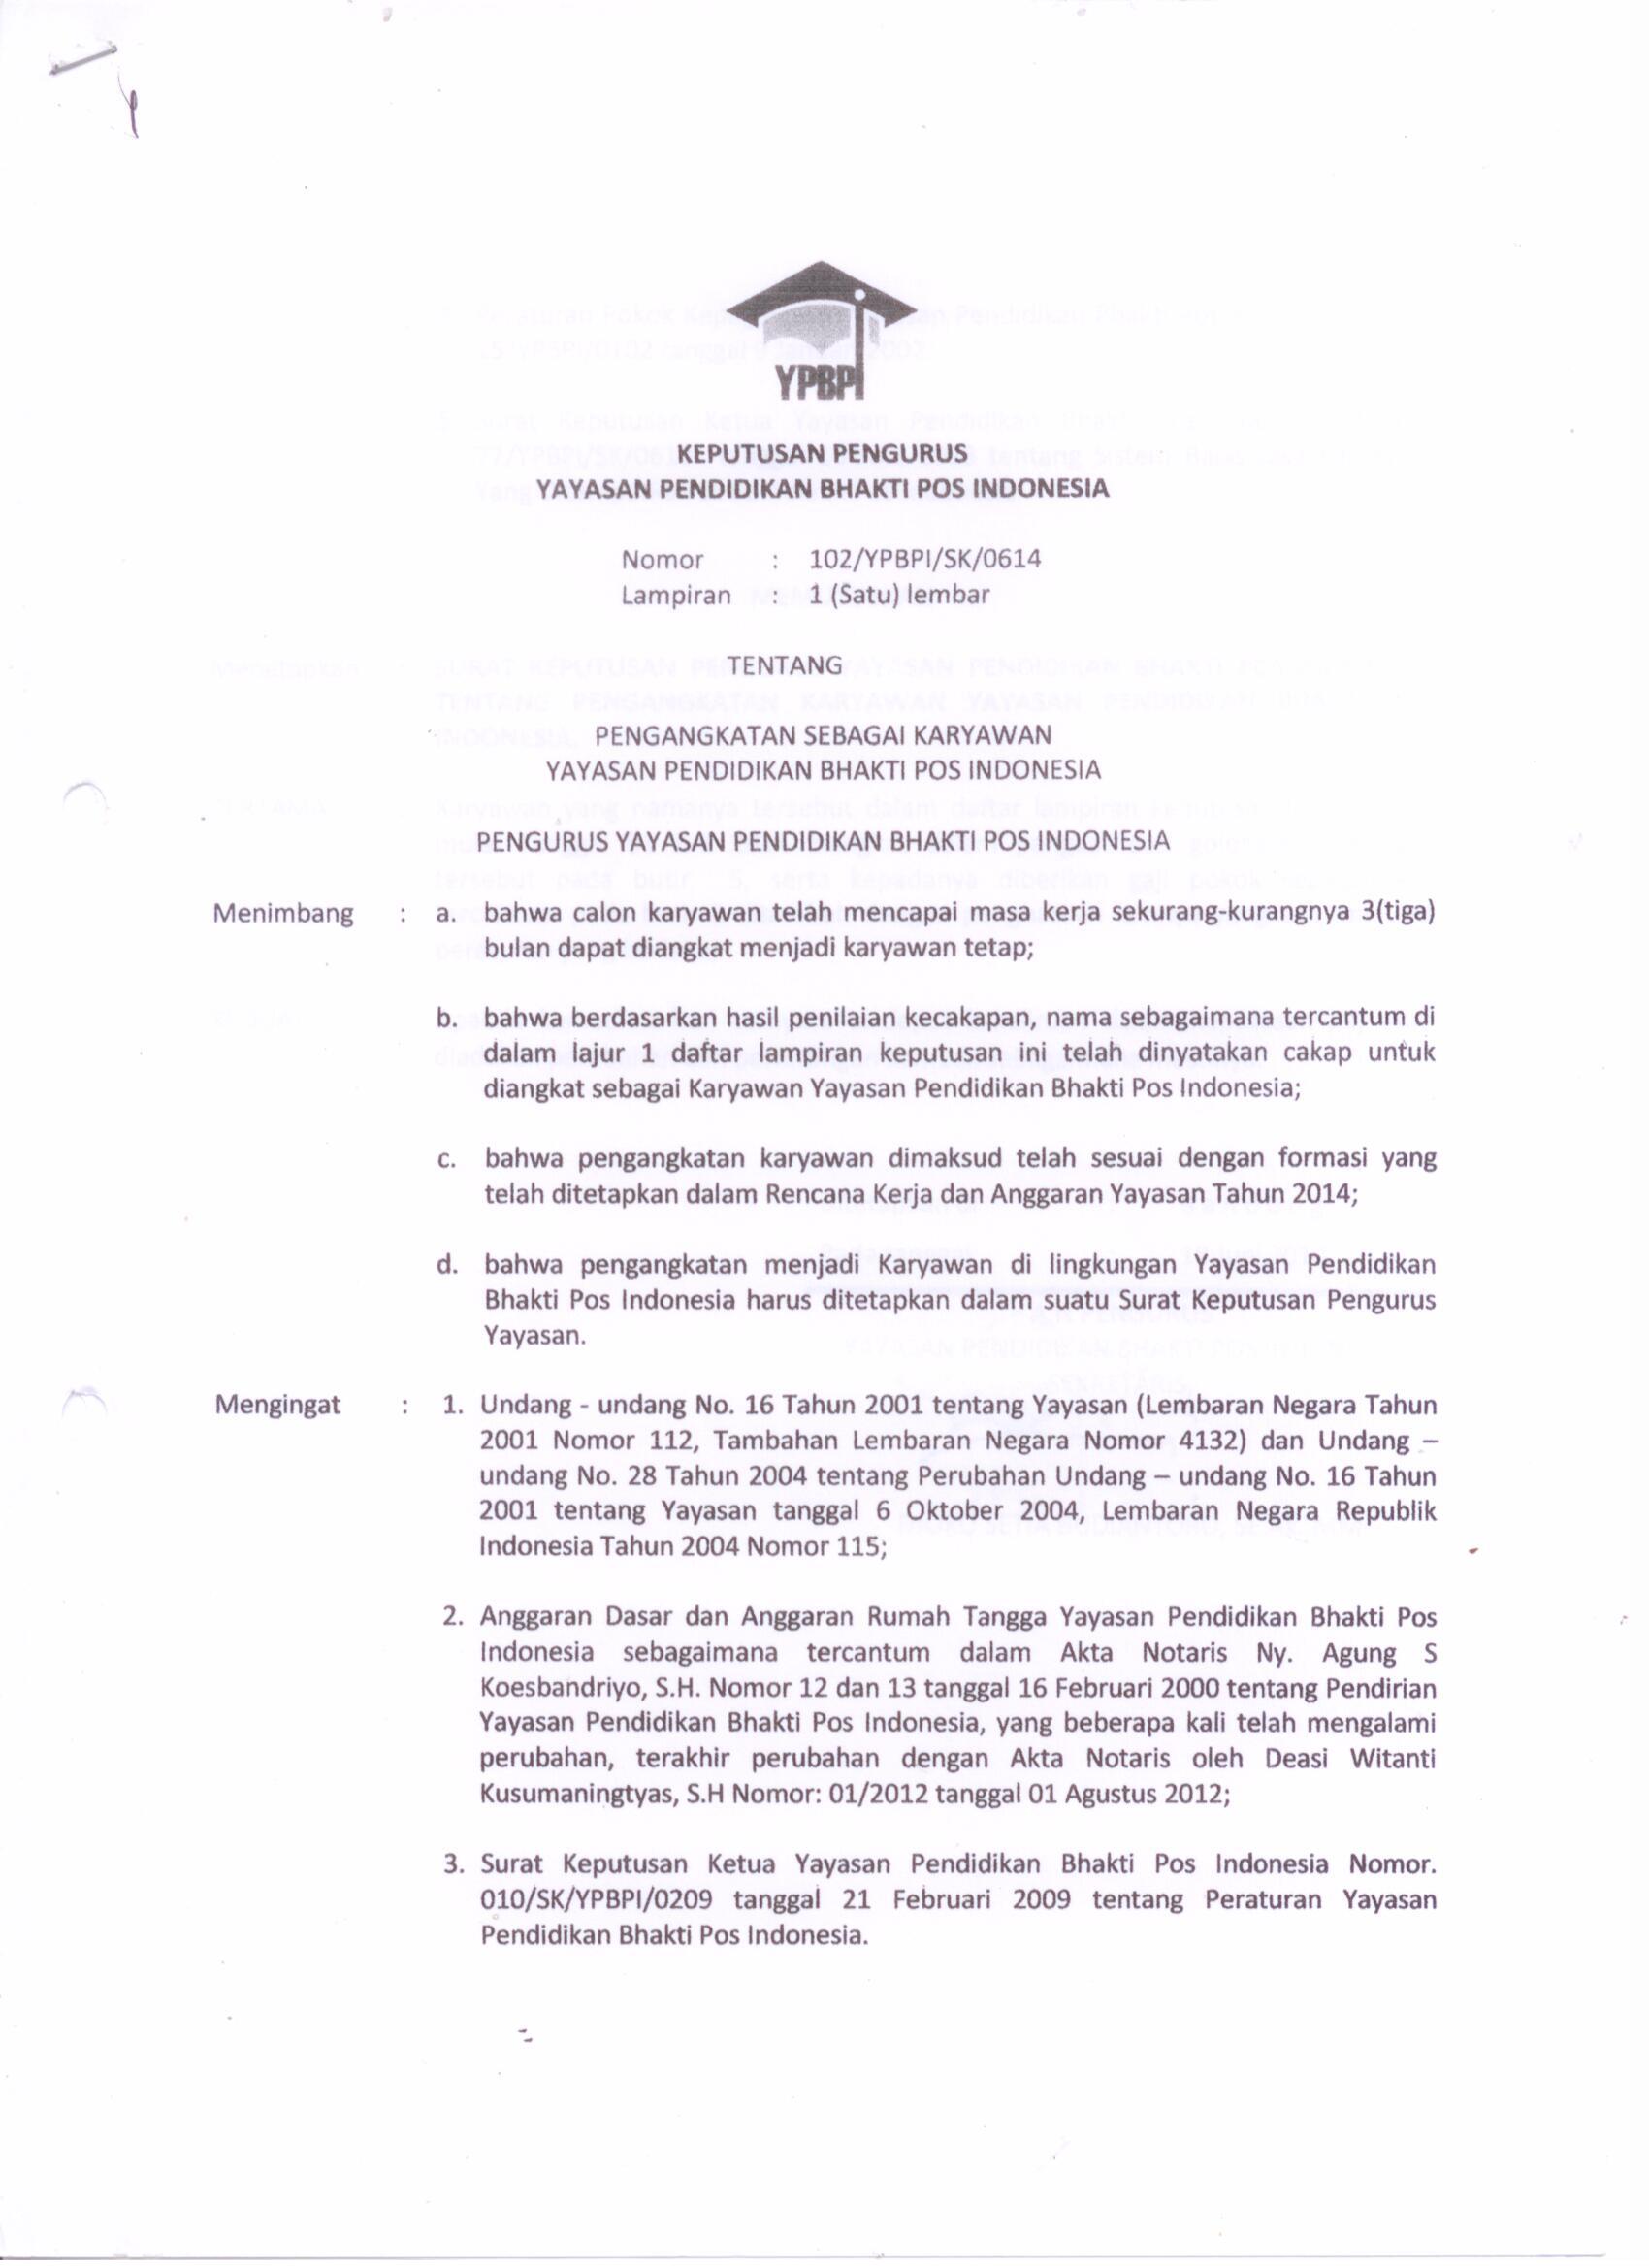 YPBPI
KEPUTUSAN PENGURUS
YAYASAN PENDIDIKAN BHAKTI POS INDONESIA
Nomor : 102/YPBPI/SK/0614
Lampiran : 1 (Satu) lembar
TENTANG
PENGANGKATAN SEBAGAI KARYAWAN
YAYASAN PENDIDIKAN BHAKTI POS INDONESIA
PENGURUS YAYASAN PENDIDIKAN BHAKTI POS INDONESIA
Menimbang : a. bahwa calon karyawan telah mencapai masa kerja sekurang-kurangnya 3(tiga)
bulan dapat diangkat menjadi karyawan tetap;
b. bahwa berdasarkan hasil penilaian kecakapan, nama sebagaimana tercantum di
dalam lajur 1 daftar lampiran keputusan ini telah dinyatakan cakap untuk
diangkat sebagai Karyawan Yayasan Pendidikan Bhakti Pos Indonesia;
c. bahwa pengangkatan karyawan dimaksud telah sesuai dengan formasi yang
telah ditetapkan dalam Rencana Kerja dan Anggaran Yayasan Tahun 2014;
d. bahwa pengangkatan menjadi Karyawan di lingkungan Yayasan Pendidikan
Bhakti Pos Indonesia harus ditetapkan dalam suatu Surat Keputusan Pengurus
Yayasan.
Mengingat : 1. Undang - undang No. 16 Tahun 2001 tentang Yayasan (Lembaran Negara Tahun
2001 Nomor 112, Tambahan Lembaran Negara Nomor 4132) dan Undang –
undang No. 28 Tahun 2004 tentang Perubahan Undang – undang No. 16 Tahun
2001 tentang Yayasan tanggal 6 Oktober 2004, Lembaran Negara Republik
Indonesia Tahun 2004 Nomor 115;
2. Anggaran Dasar dan Anggaran Rumah Tangga Yayasan Pendidikan Bhakti Pos
Indonesia sebagaimana tercantum dalam Akta Notaris Ny. Agung S
Koesbandriyo, S.H. Nomor 12 dan 13 tanggal 16 Februari 2000 tentang Pendirian
Yayasan Pendidikan Bhakti Pos Indonesia, yang beberapa kali telah mengalami
perubahan, terakhir perubahan dengan Akta Notaris oleh Deasi Witanti
Kusumaningtyas, S.H Nomor: 01/2012 tanggal 01 Agustus 2012;
3. Surat Keputusan Ketua Yayasan Pendidikan Bhakti Pos Indonesia Nomor.
010/SK/YPBPI/0209 tanggal 21 Februari 2009 tentang Peraturan Yayasan
Pendidikan Bhakti Pos Indonesia.